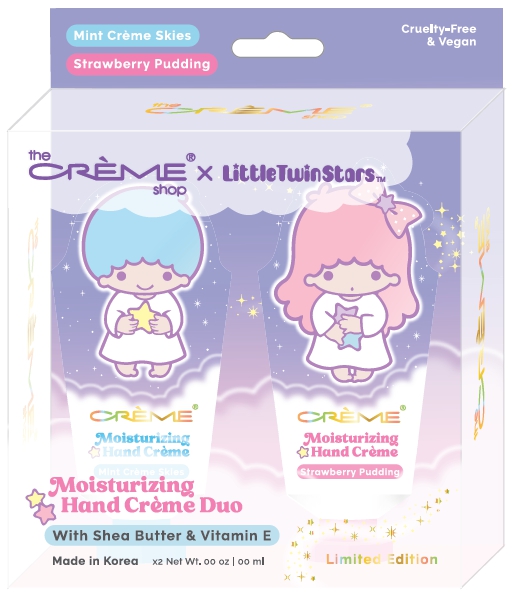 Mint Crème Skies
Strawberry Pudding
Cruelty-Free
& Vegan
the
CRÈME
the CRÈME® shop x LittleTwinStars™
CRÈME®
Moisturizing
Hand Crème
Mint Crème Skies
CRÈME®
Moisturizing
Hand Crème
Strawberry Pudding
Moisturizing
Hand Crème Duo
With Shea Butter & Vitamin E
Made in Korea x2 Net Wt. 00 oz | 00 ml
Limited Edition